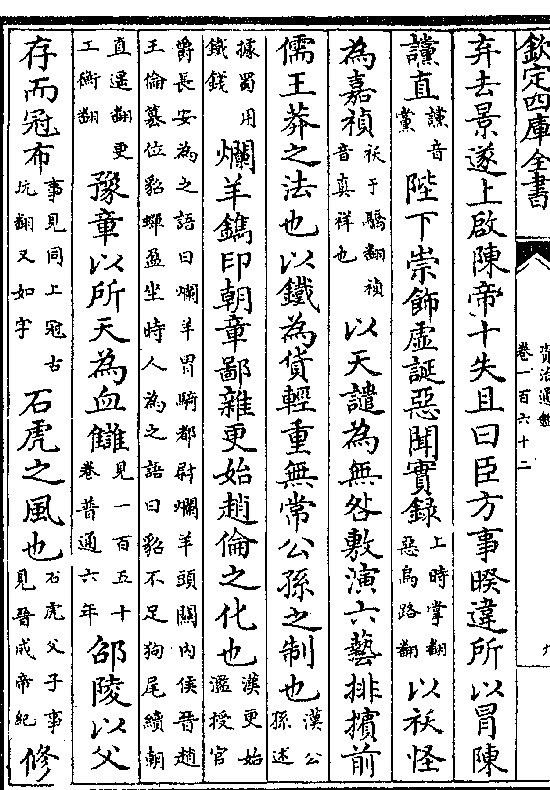 欽定四庫全書
資治通鑑
卷一百六十二
九
弃去景遂上啟陳帝十失且曰臣方事暌違所以冒陳
讜直讜音黨陛下崇飾虛誕惡聞實録上時掌翻惡烏路翻以祅怪
為嘉禎祅于驕翻禎音真祥也以天譴為無咎敷演六藝排擯前
儒王莽之法也以鐵為貨輕重無常公孫之制也漢公孫述
據蜀用鐵錢爛羊鐫印朝章鄙雜更始趙倫之化也漢更始濫授官
爵長安為之語曰爛羊胃騎都尉爛羊頭關内侯晉趙王倫簒位貂蟬盈坐時人為之語曰貂不足狗尾續朝
直遥翻更工衡翻豫章以所天為血讎見一百五十卷普通六年邵陵以父
存而冠布事見同上冠古玩翻又如字石虎之風也石虎父子事見晉成帝紀修